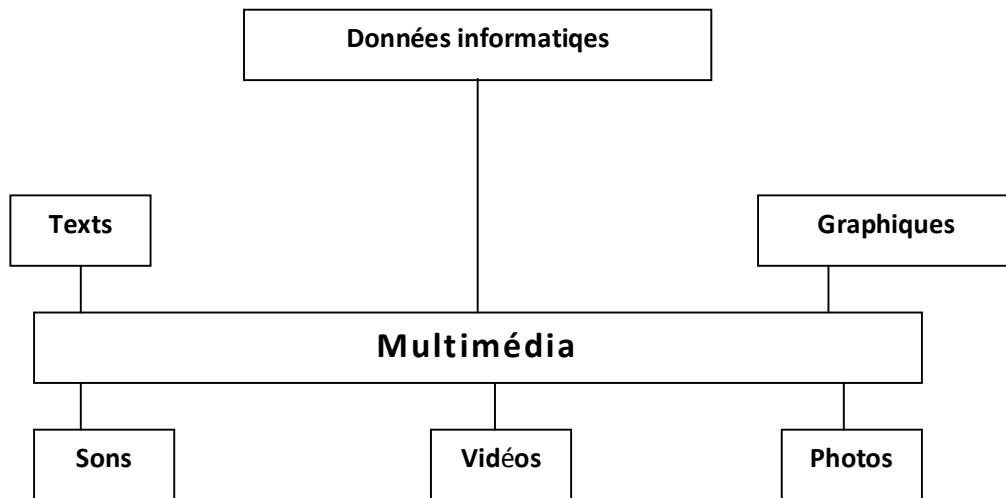 Données informatiqes
Texts
Graphiques
Multimédia
Sons
Vidéos
Photos